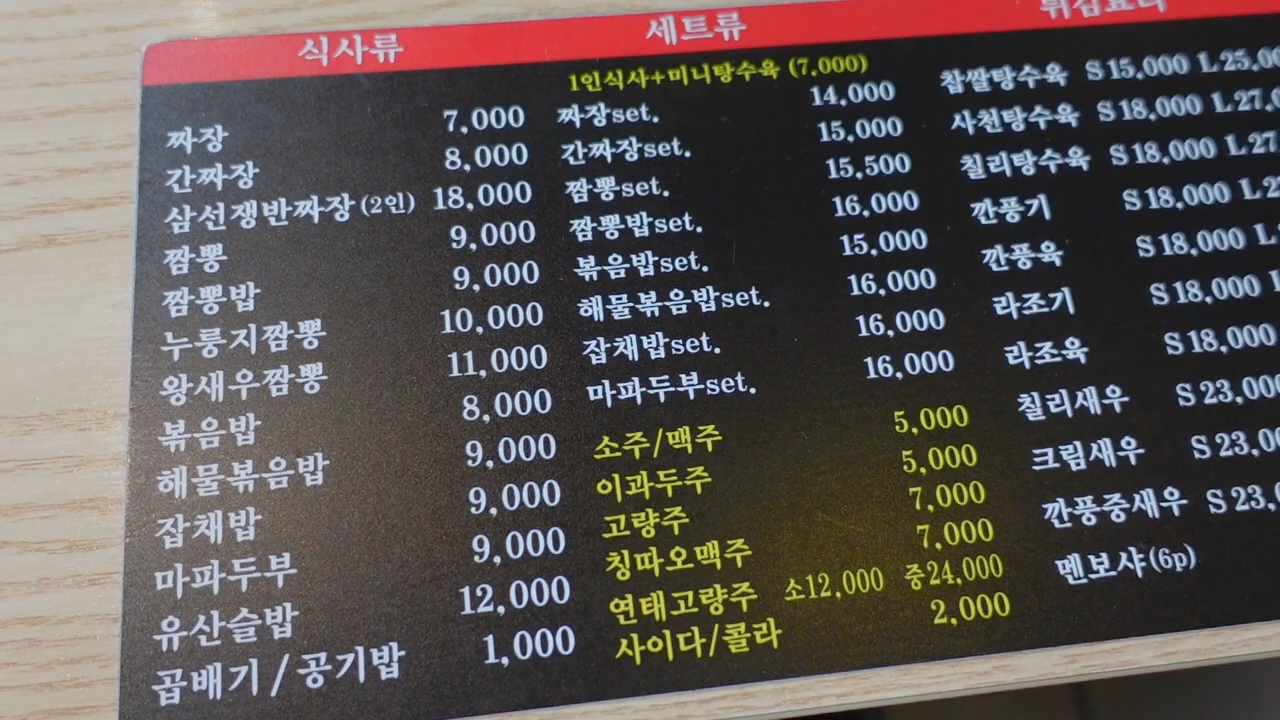 식사류
짜장 7,000
간짜장 8,000
삼선쟁반짜장(2인) 18,000
짬뽕 9,000
짬뽕밥 9,000
누룽지짬뽕 10,000
왕새우짬뽕 11,000
볶음밥 8,000
해물볶음밥 9,000
잡채밥 9,000
마파두부 9,000
유산슬밥 12,000
곱배기/공기밥 1,000
세트류
1인식사+미니탕수육 (7,000)
짜장set. 14,000
간짜장set. 15,000
짬뽕set. 15,500
짬뽕밥set. 16,000
볶음밥set. 15,000
해물볶음밥set. 16,000
잡채밥set. 16,000
마파두부set. 16,000
소주/맥주 5,000
이과두주 5,000
고량주 7,000
칭따오맥주 7,000
연태고량주 소12,000 중24,000
사이다/콜라 2,000
튀김요리
찹쌀탕수육 S15,000
사천탕수육 S18,000
칠리탕수육 S18,000
깐풍기 S18,000
깐풍육 S18,000
라조기 S18,000
라조육 S18,000
칠리새우
크림새우
깐풍중새우
멘보샤(6p)